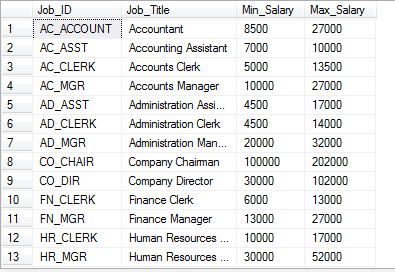 Job_ID Job_Title Min_Salary Max_Salary
1 AC_ACCOUNT Accountant 8500 27000
2 AC_ASST Accounting Assistant 7000 10000
3 AC_CLERK Accounts Clerk 5000 13500
4 AC_MGR Accounts Manager 10000 27000
5 AD_ASST Administration Assi... 4500 17000
6 AD_CLERK Administration Clerk 4500 14000
7 AD_MGR Administration Man... 20000 32000
8 CO_CHAIR Company Chaiman 100000 202000
9 CO_DIR Company Director 30000 102000
10 FN_CLERK Finance Clerk 6000 13000
11 FN_MGR Finance Manager 13000 27000
12 HR_CLERK Human Resources ... 10000 17000
13 HR_MGR Human Resources ... 30000 52000